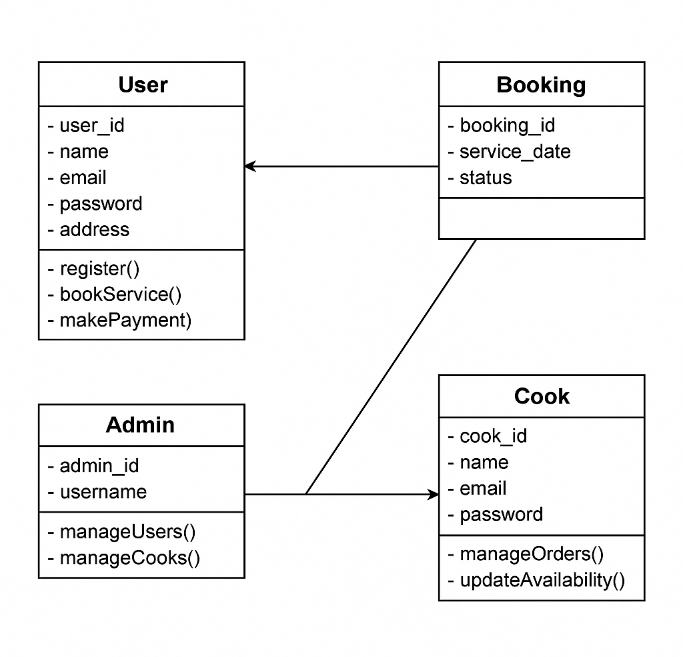 User
- user_id
- name
- email
- password
- address
- register()
- bookService()
- makePayment)
Booking
- booking_id
- service_date
- status
Admin
- admin_id
- username
- manageUsers()
- manageCooks()
Cook
- cook_id
- name
- email
- password
- manageOrders()
- updateAvailability()